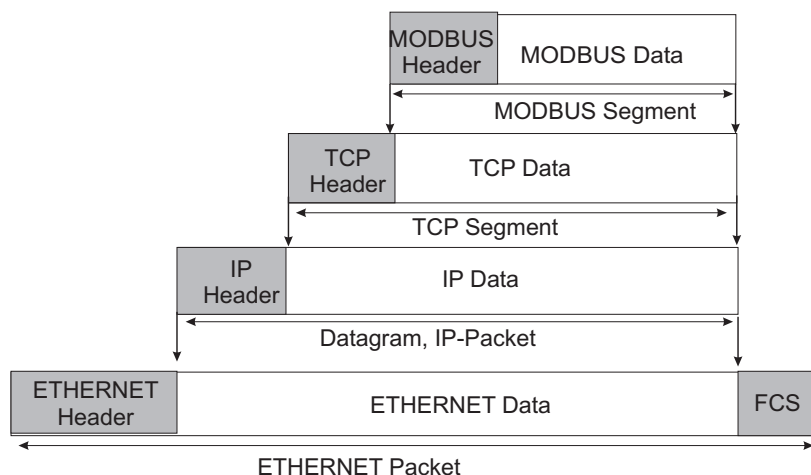 MODBUS
Header
MODBUS Data
MODBUS Segment
TCP
Header
TCP Data
TCP Segment
IP
Header
IP Data
Datagram, IP-Packet
ETHERNET
Header
ETHERNET Data
FCS
ETHERNET Packet